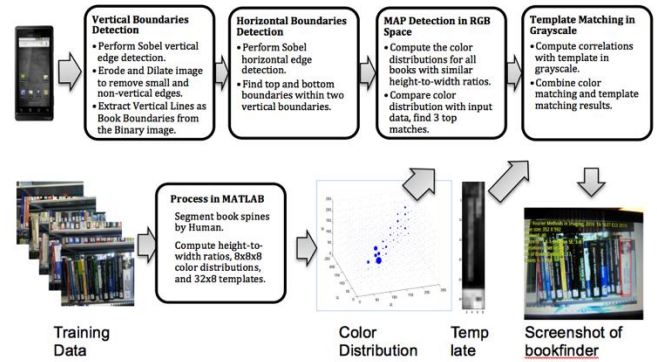 Vertical Boundaries
Detection
• Perform Sobel vertical
edge detection.
• Erode and Dilate image
to remove small and
non-vertical edges.
• Extract Vertical Lines as
Book Boundaries from
the Binary image.
Horizontal Boundaries
Detection
• Perform Sobel
horizontal edge
detection.
• Find top and bottom
boundaries within two
vertical boundaries.
MAP Detection in RGB
Space
• Compute the color
distributions for all
books with similar
height-to-width ratios.
• Compare color
distribution with input
data, find 3 top
matches.
Template Matching in
Grayscale
• Compute correlations
with template in
grayscale.
• Combine color
matching and template
matching results.
Process in MATLAB
Segment book spines
by Human.
Compute height-to-
width ratios, 8x8x8
color distributions,
and 32x8 templates.
Training
Data
Color
Distribution
Temp
late
Screenshot of
bookfinder